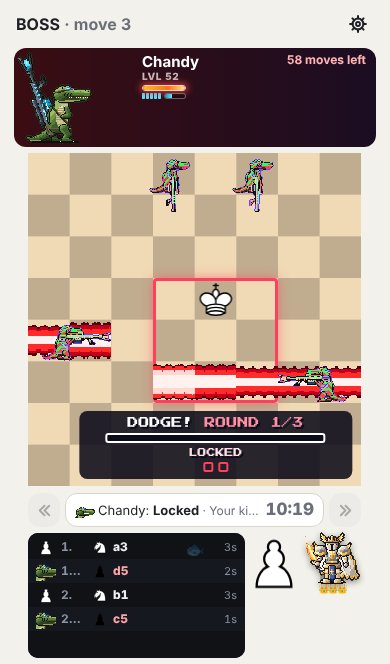 BOSS · move 3
Chandy
58 moves left
LVL 52
DODGE! ROUND 1/3
LOCKED
Chandy: Locked · Your ki... 10:19
1. a3 3s
1... d5 2s
2. b1 3s
2... c5 1s